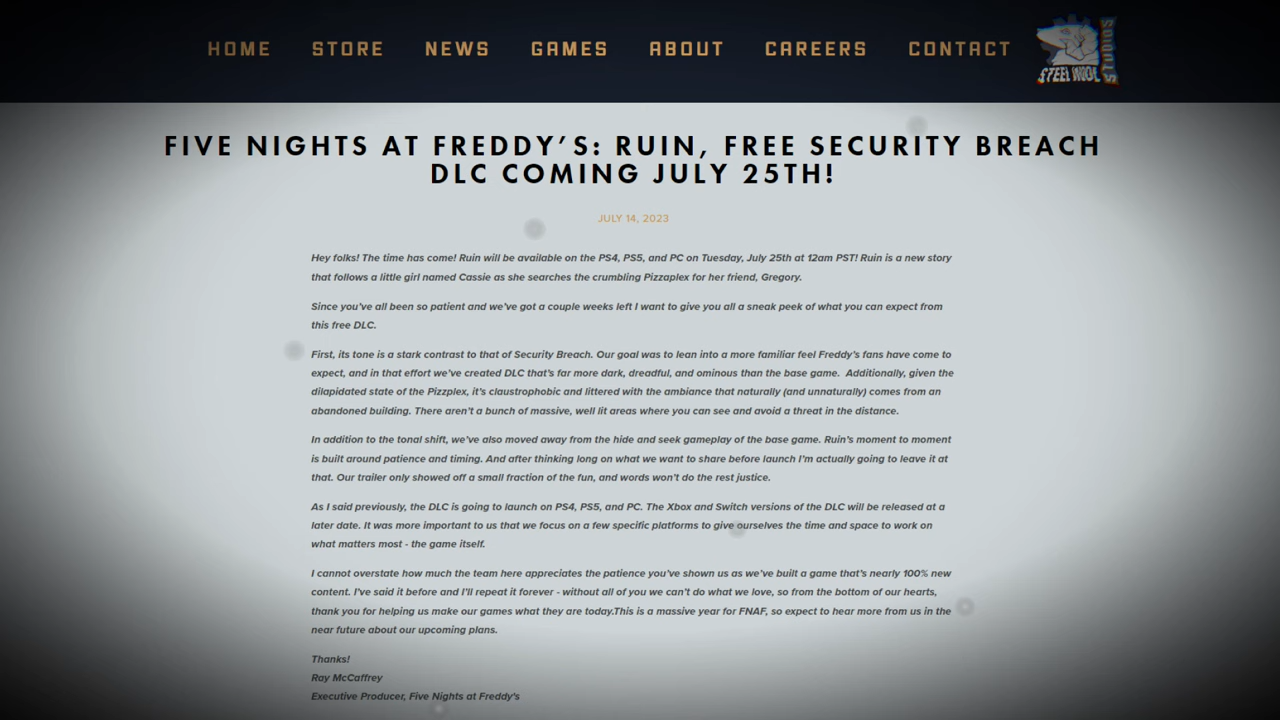 HOME STORE NEWS GAMES ABOUT CAREERS CONTACT
STEEL WOOL STUDIOS
FIVE NIGHTS AT FREDDY'S: RUIN, FREE SECURITY BREACH
DLC COMING JULY 25TH!
JULY 14, 2023
Hey folks! The time has come! Ruin will be available on the PS4, PS5, and PC on Tuesday, July 25th at 12am PST! Ruin is a new story
that follows a little girl named Cassie as she searches the crumbling Pizzaplex for her friend, Gregory.
Since you've all been so patient and we've got a couple weeks left I want to give you all a sneak peek of what you can expect from
this free DLC.
First, its tone is a stark contrast to that of Security Breach. Our goal was to lean into a more familiar feel Freddy's fans have come to
expect, and in that effort we've created DLC that's far more dark, dreadful, and ominous than the base game. Additionally, given the
dilapidated state of the Pizzplex, it's claustrophobic and littered with the ambiance that naturally (and unnaturally) comes from an
abandoned building. There aren't a bunch of massive, well lit areas where you can see and avoid a threat in the distance.
In addition to the tonal shift, we've also moved away from the hide and seek gameplay of the base game. Ruin's moment to moment
is built around patience and timing. And after thinking long on what we want to share before launch I'm actually going to leave it at
that. Our trailer only showed off a small fraction of the fun, and words won't do the rest justice.
As I said previously, the DLC is going to launch on PS4, PS5, and PC. The Xbox and Switch versions of the DLC will be released at a
later date. It was more important to us that we focus on a few specific platforms to give ourselves the time and space to work on
what matters most - the game itself.
I cannot overstate how much the team here appreciates the patience you've shown us as we've built a game that's nearly 100% new
content. I've said it before and I'll repeat it forever - without all of you we can't do what we love, so from the bottom of our hearts,
thank you for helping us make our games what they are today.This is a massive year for FNAF, so expect to hear more from us in the
near future about our upcoming plans.
Thanks!
Ray McCaffrey
Executive Producer, Five Nights at Freddy's